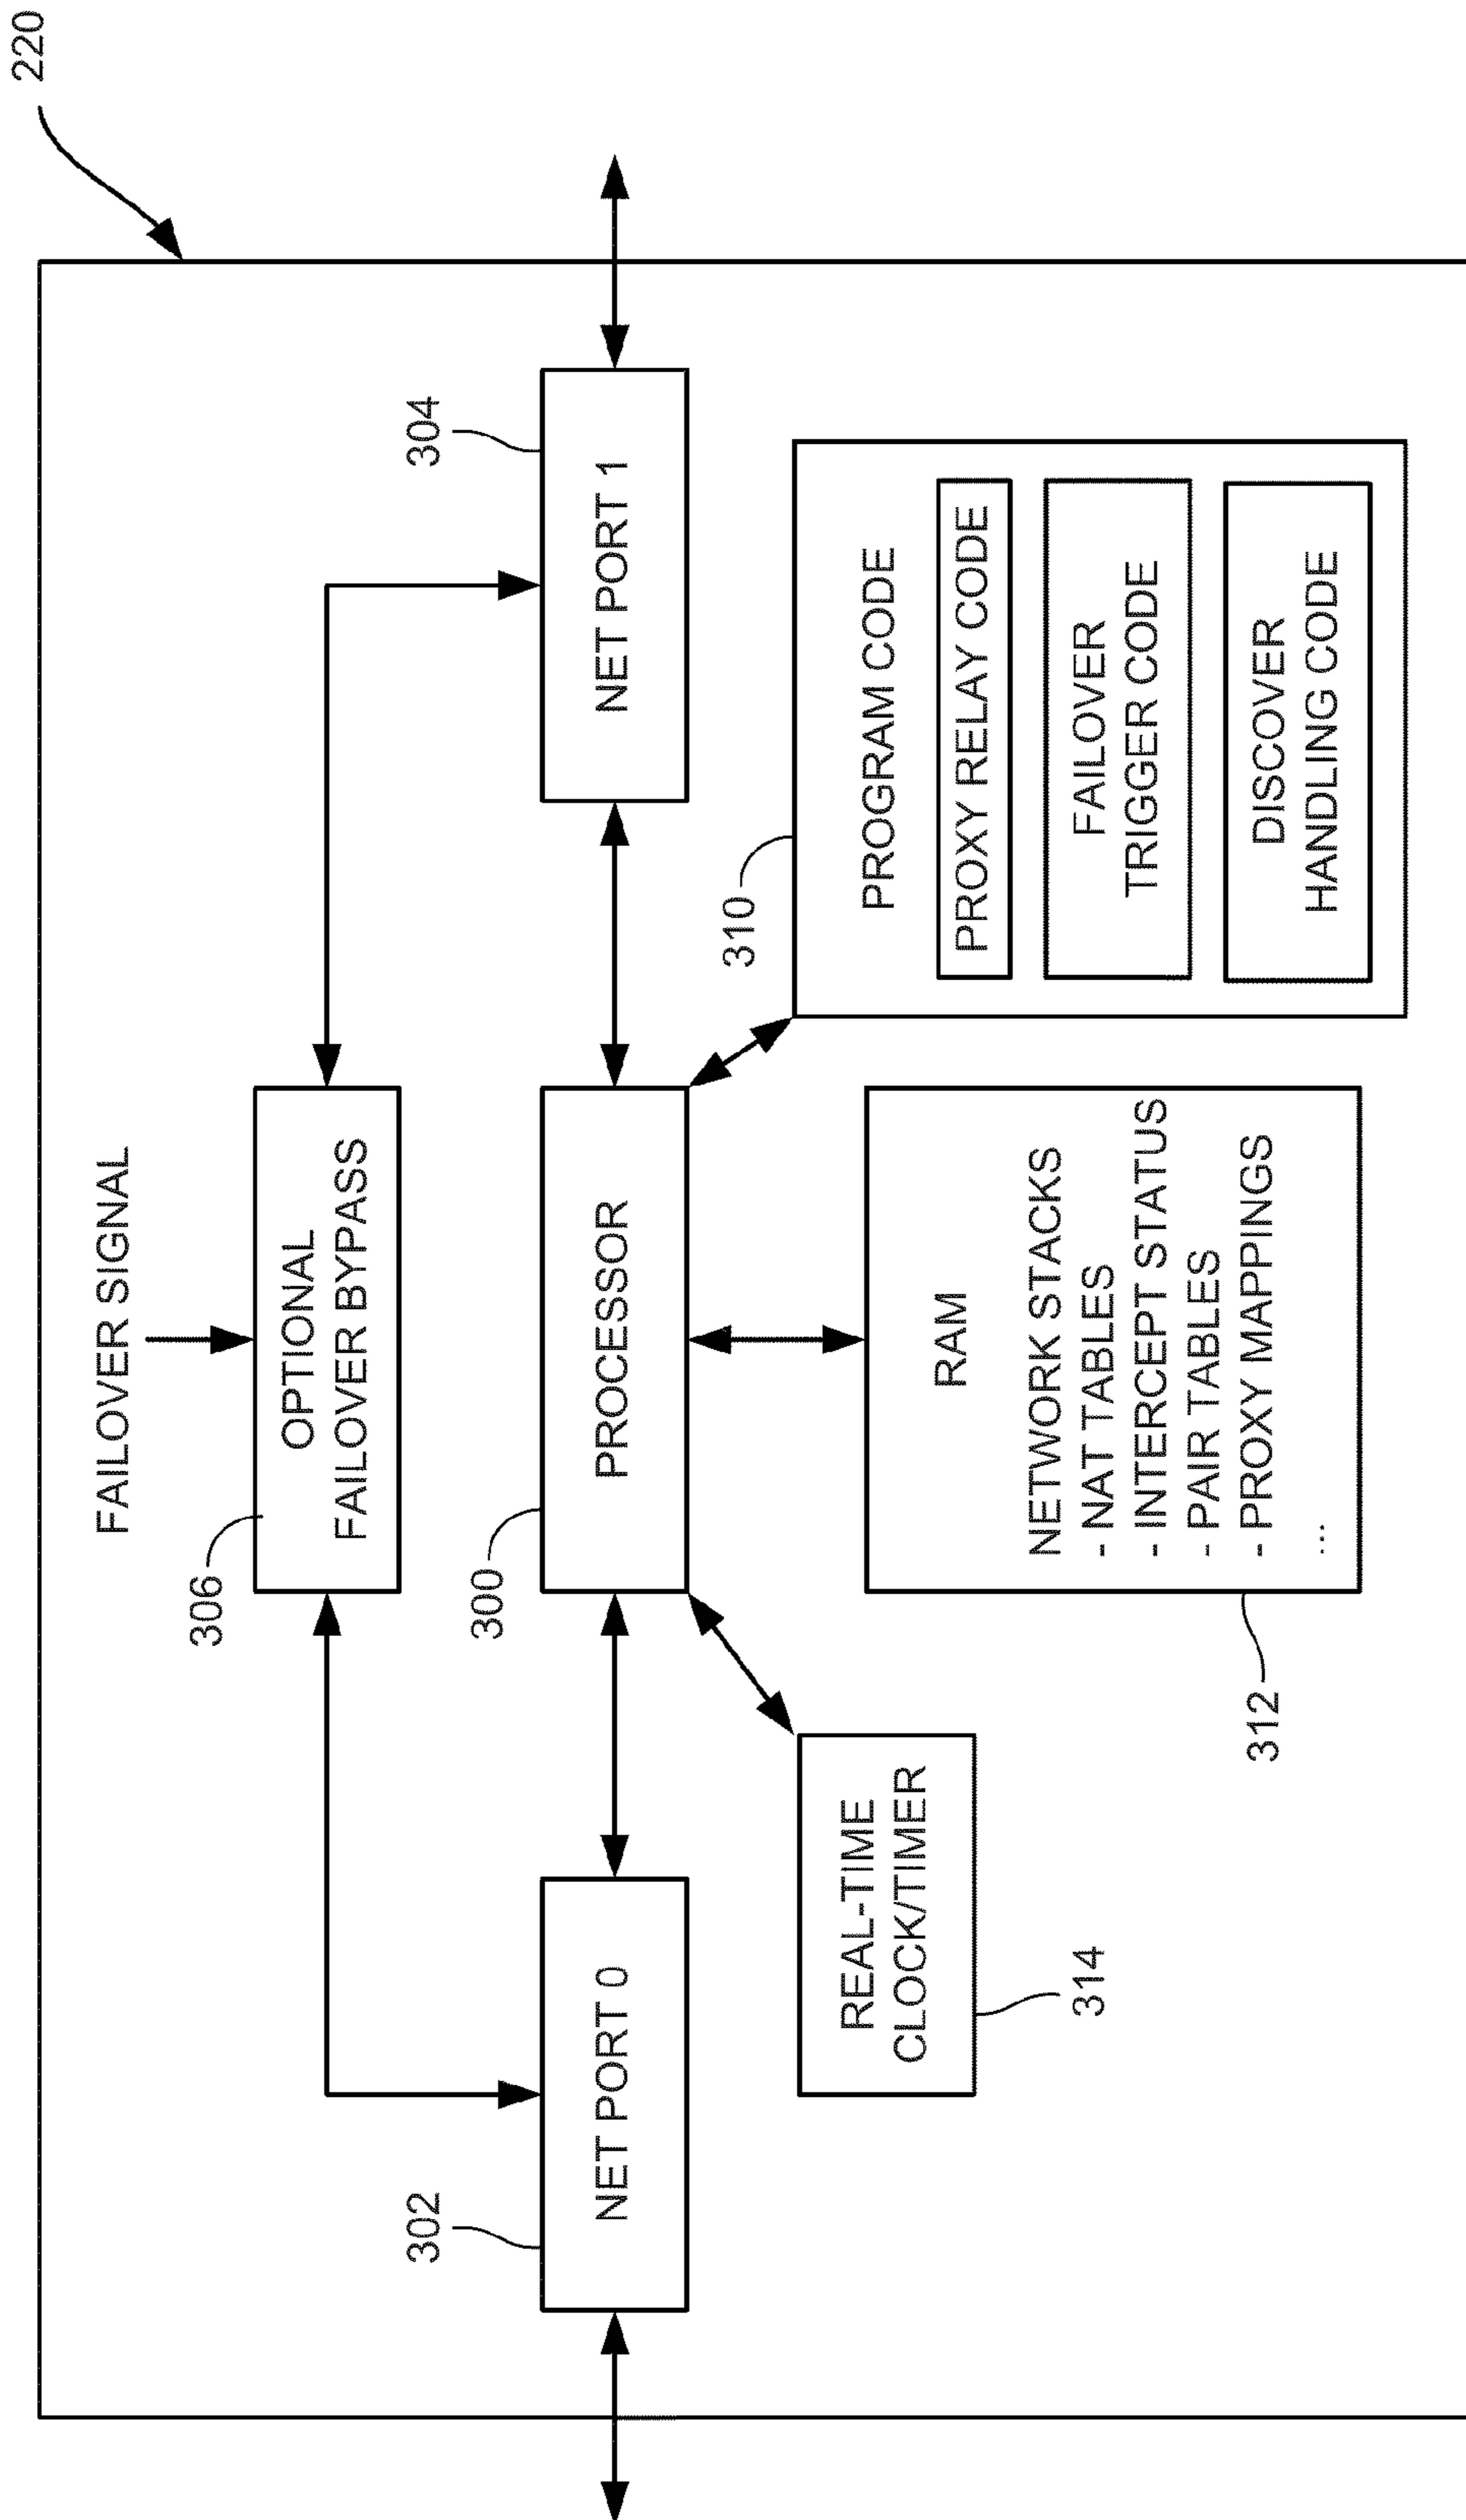 220
FAILOVER SIGNAL
306
OPTIONAL
FAILOVER BYPASS
302
NET PORT 0
300
PROCESSOR
304
NET PORT 1
314
REAL-TIME
CLOCK/TIMER
312
RAM
NETWORK STACKS
- NAT TABLES
- INTERCEPT STATUS
- PAIR TABLES
- PROXY MAPPINGS
...
310
PROGRAM CODE
PROXY RELAY CODE
FAILOVER
TRIGGER CODE
DISCOVER
HANDLING CODE